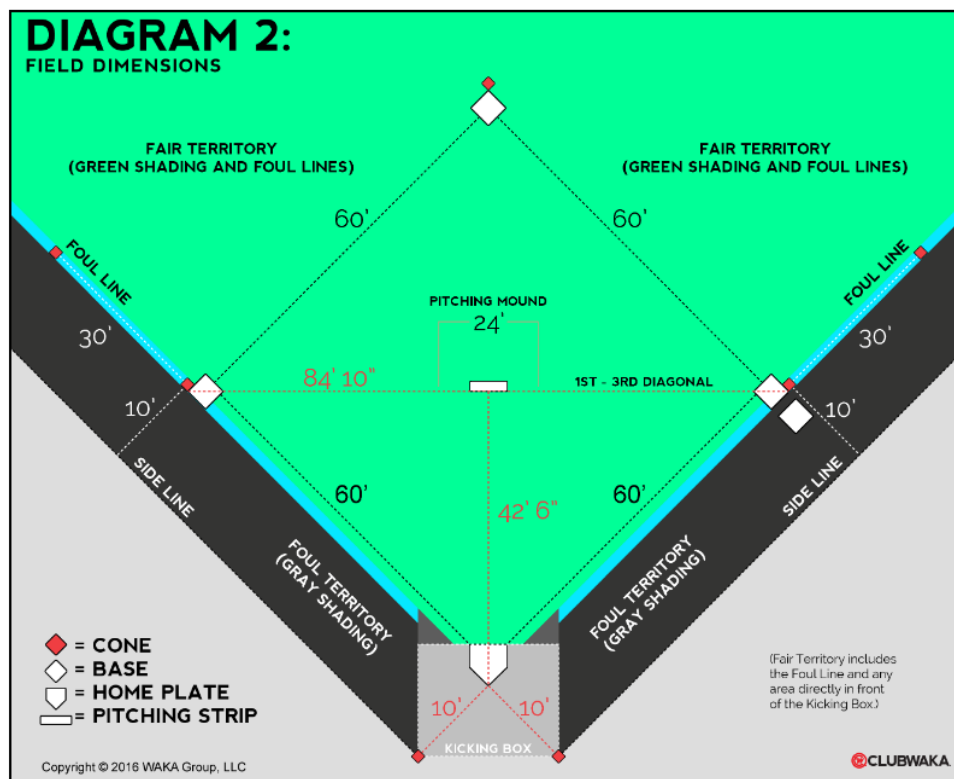 DIAGRAM 2:
FIELD DIMENSIONS
FAIR TERRITORY
(GREEN SHADING AND FOUL LINES)
FAIR TERRITORY
(GREEN SHADING AND FOUL LINES)
60'
60'
FOUL LINE
FOUL LINE
PITCHING MOUND
24'
30'
30'
84' 10"
1ST - 3RD DIAGONAL
10'
10'
SIDE LINE
SIDE LINE
60'
60'
42' 6"
FOUL TERRITORY
(GRAY SHADING)
FOUL TERRITORY
(GRAY SHADING)
= CONE
= BASE
= HOME PLATE
= PITCHING STRIP
(Fair Territory includes
the Foul Line and any
area directly in front
of the Kicking Box.)
10'
10'
KICKING BOX
Copyright © 2016 WAKA Group, LLC
CLUBWAKA